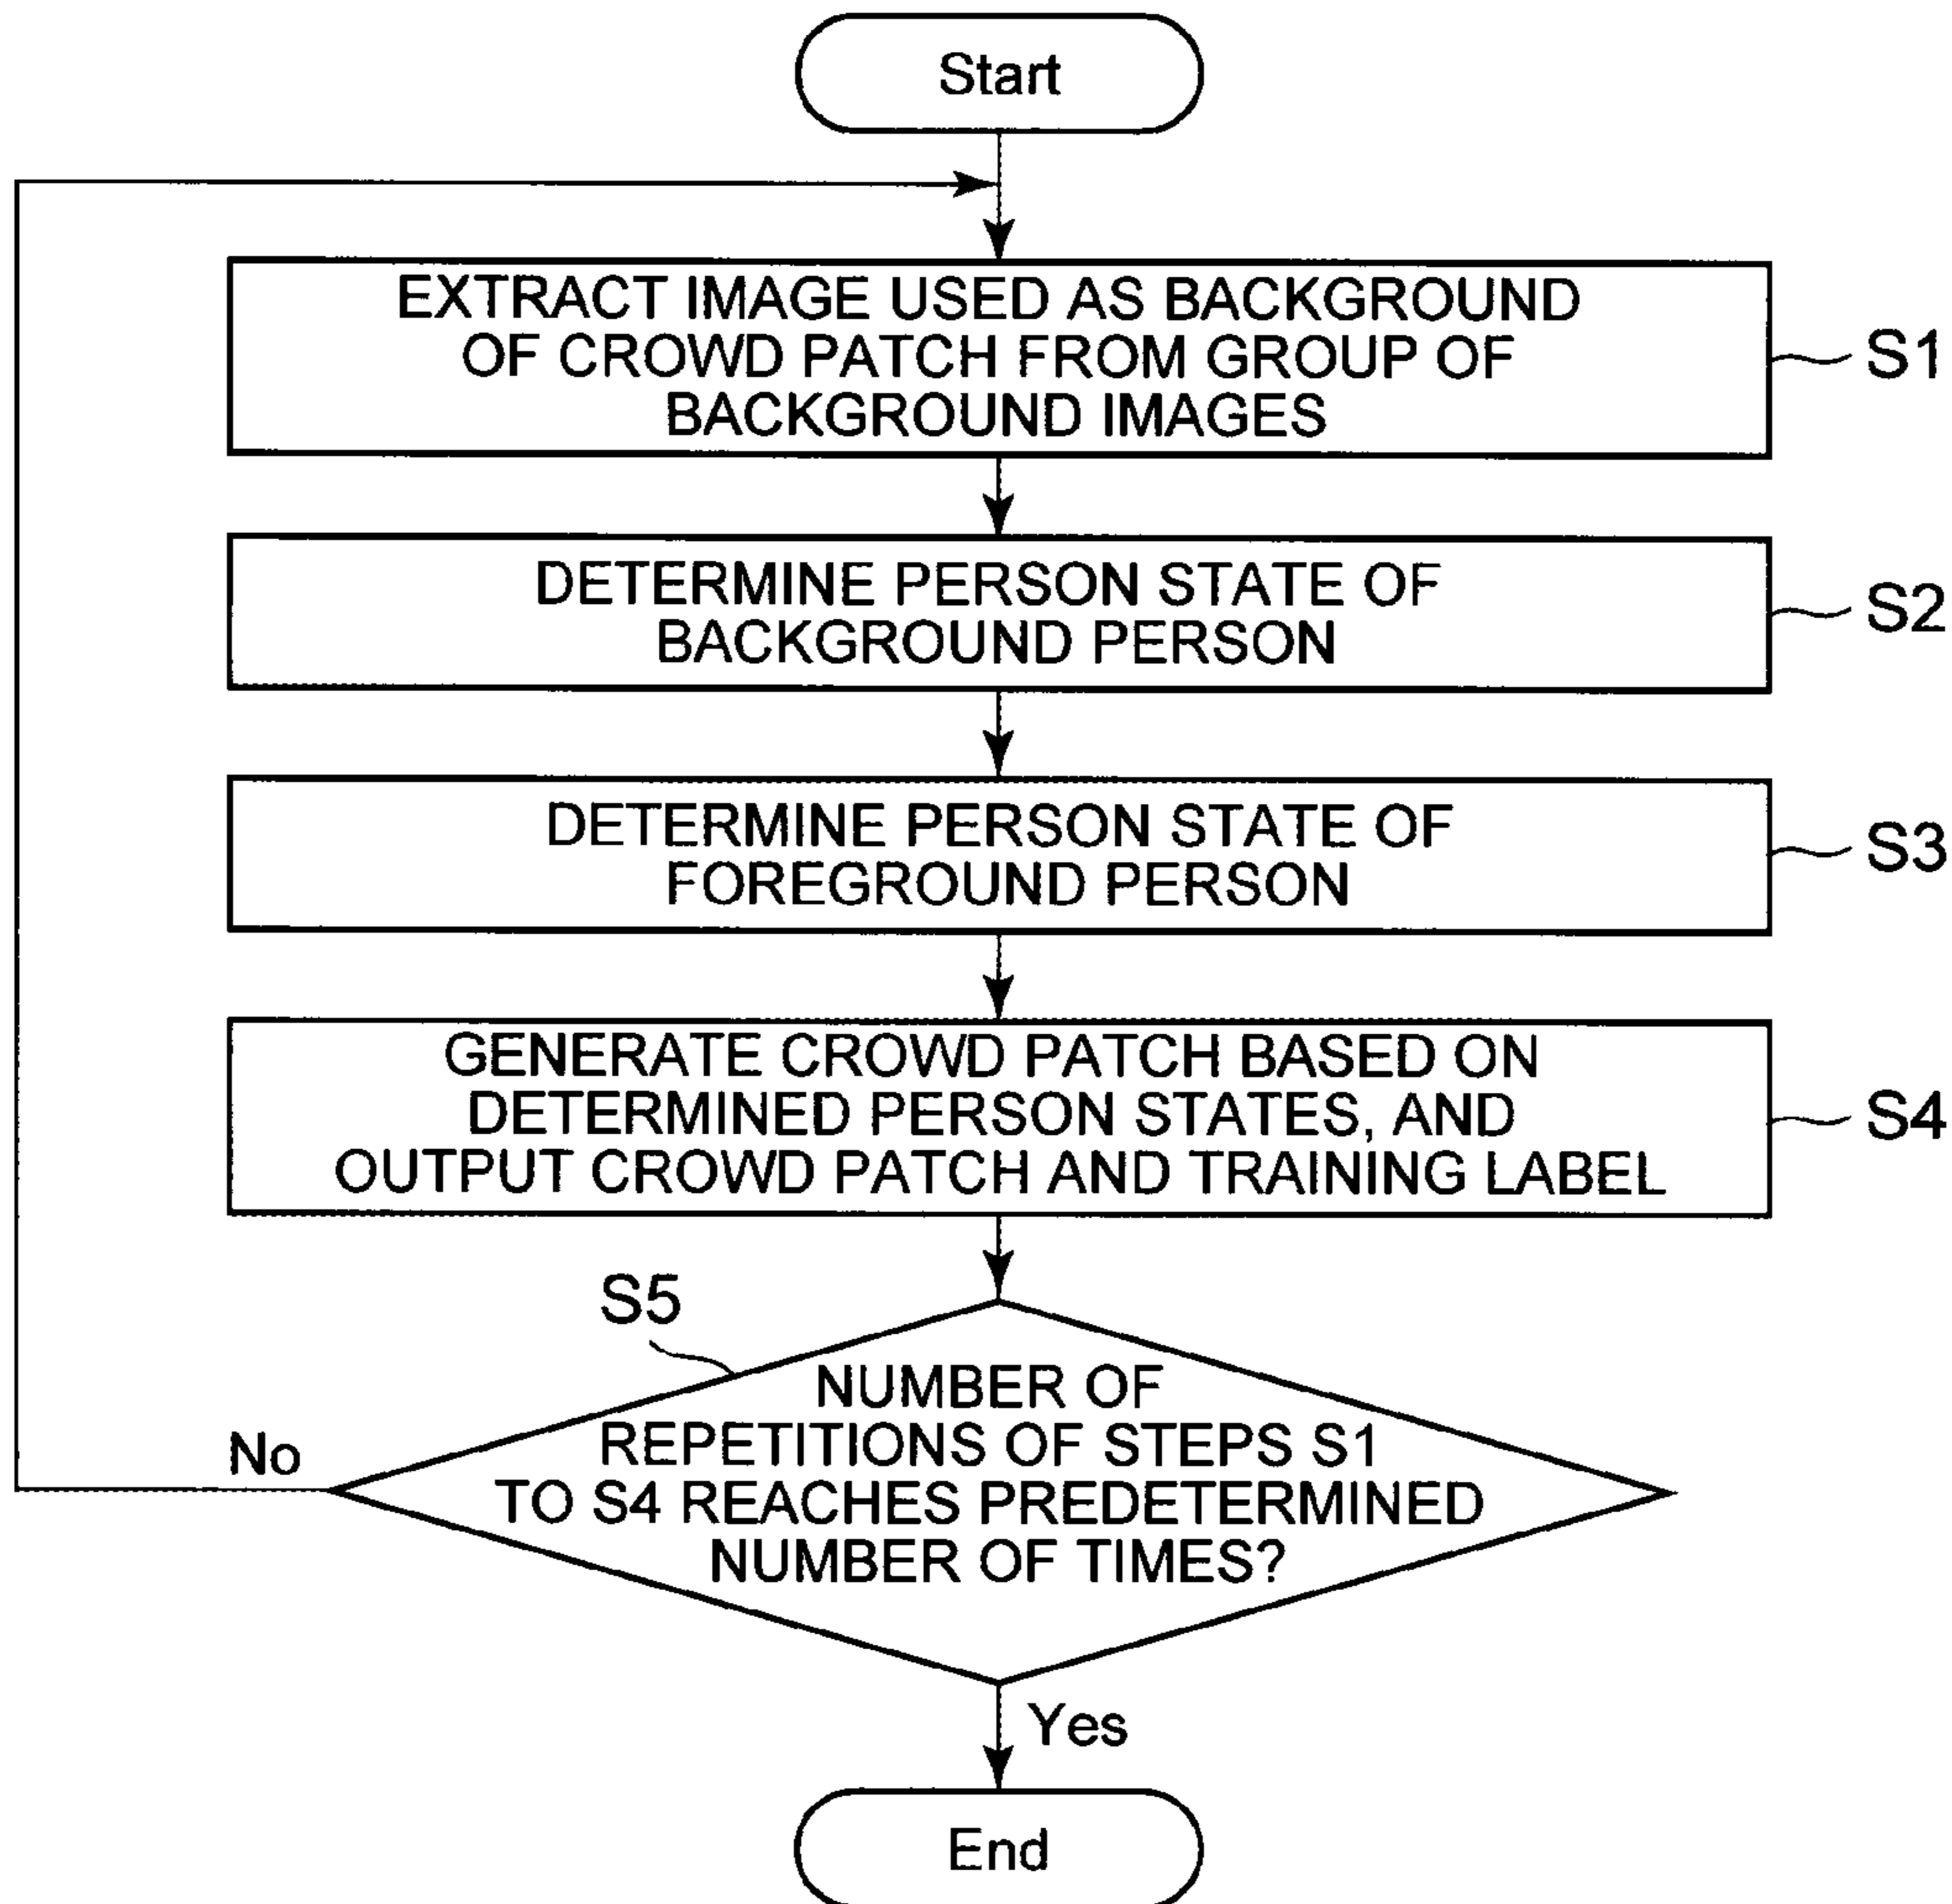 Start
EXTRACT IMAGE USED AS BACKGROUND
OF CROWD PATCH FROM GROUP OF
BACKGROUND IMAGES
S1
DETERMINE PERSON STATE OF
BACKGROUND PERSON
S2
DETERMINE PERSON STATE OF
FOREGROUND PERSON
S3
GENERATE CROWD PATCH BASED ON
DETERMINED PERSON STATES, AND
OUTPUT CROWD PATCH AND TRAINING LABEL
S4
S5
NUMBER OF
REPETITIONS OF STEPS S1
TO S4 REACHES PREDETERMINED
NUMBER OF TIMES?
No
Yes
End